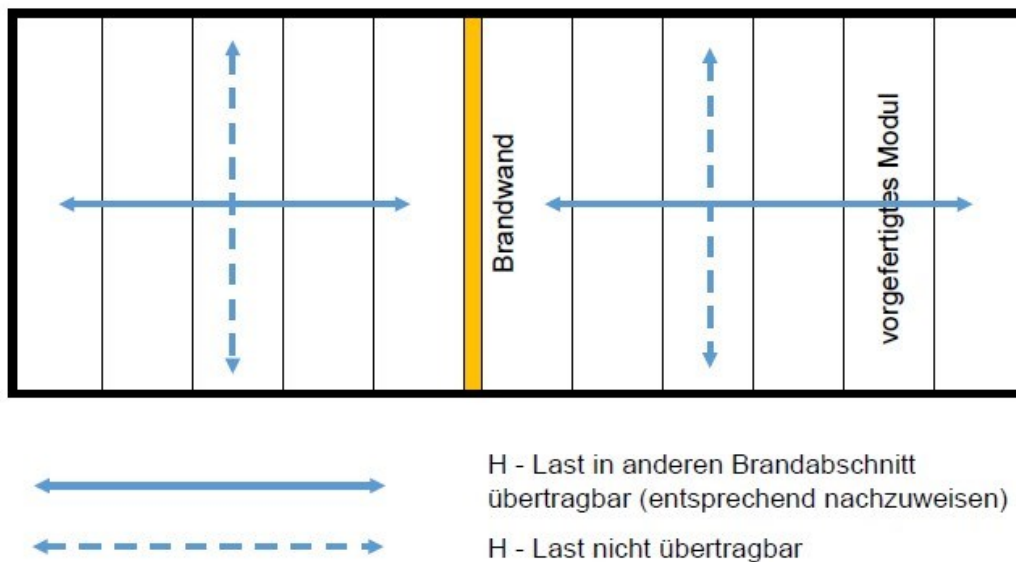 Brandwand
vorgefertigtes Modul
H - Last in anderen Brandabschnitt
übertragbar (entsprechend nachzuweisen)
H - Last nicht übertragbar